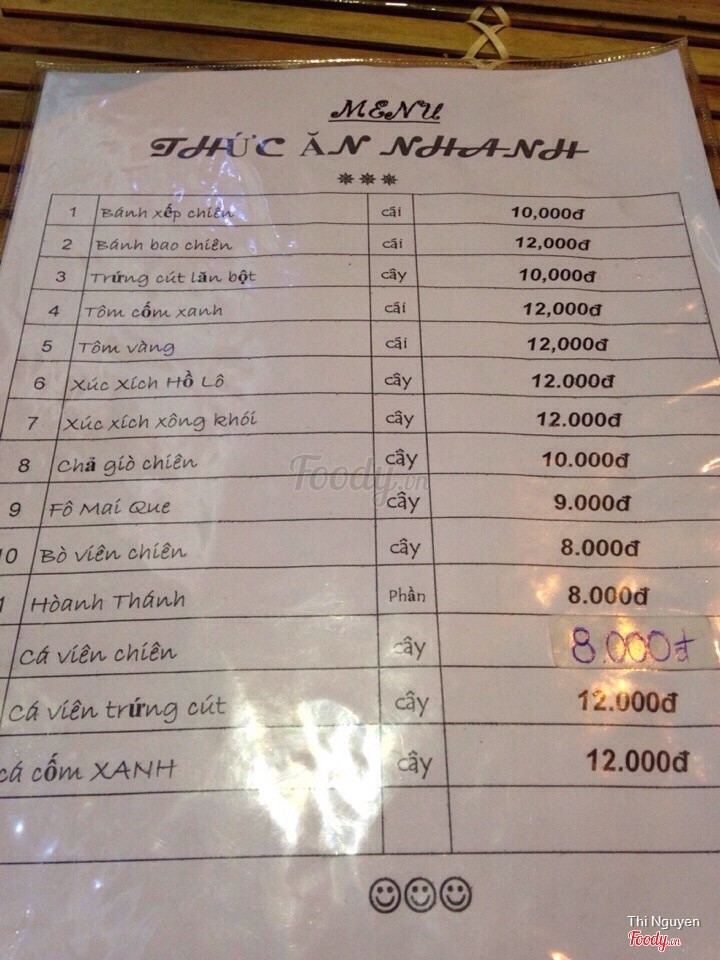 MENU
THỨC ĂN NHANH
***
1 Bánh xếp chiên cái 10,000đ
2 Bánh bao chiên cái 12,000đ
3 Trứng cút lăn bột cây 10,000đ
4 Tôm cốm xanh cái 12,000đ
5 Tôm vàng cái 12,000đ
6 Xúc Xích Hồ Lô cây 12.000đ
7 Xúc xích xông khói cây 12.000đ
8 Chả giò chiên cây 10.000đ
9 Fô Mai Que cây 9.000đ
10 Bò viên chiên cây 8.000đ
1 Hòanh Thánh Phần 8.000đ
Cá viên chiên cây 8.000đ
Cá viên trứng cút cây 12.000đ
cá cốm XANH cây 12.000đ
Foody.vn
Thi Nguyen
Foody.vn